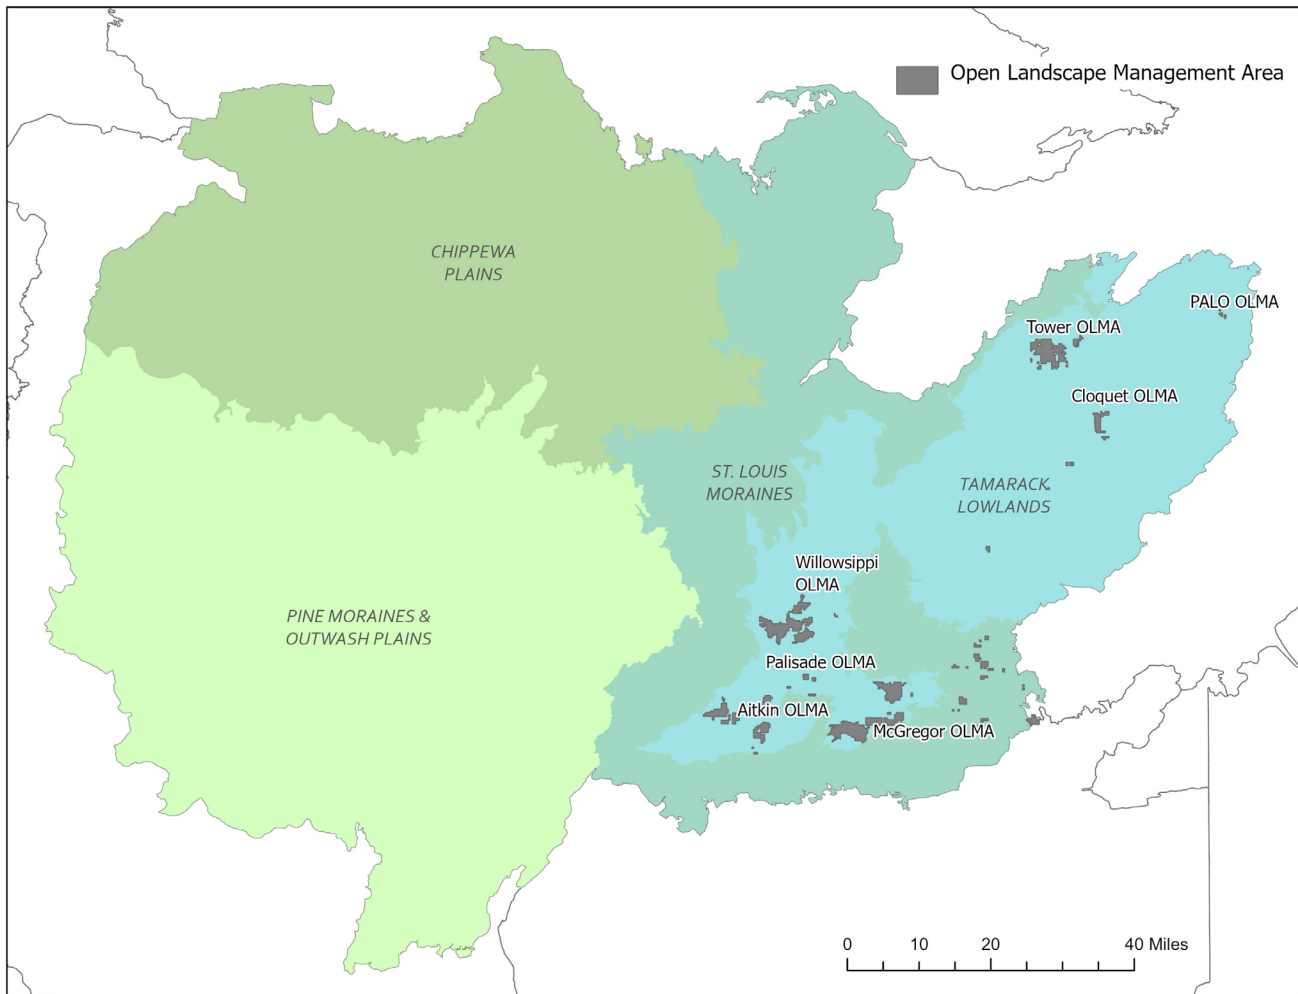 Open Landscape Management Area
CHIPPEWA
PLAINS
PALO OLMA
Tower OLMA
Cloquet OLMA
ST. LOUIS
MORAINES
TAMARACK
LOWLANDS
Willowsippi
OLMA
PINE MORAINES &
OUTWASH PLAINS
Palisade OLMA
Aitkin OLMA
McGregor OLMA
0 10 20 40 Miles